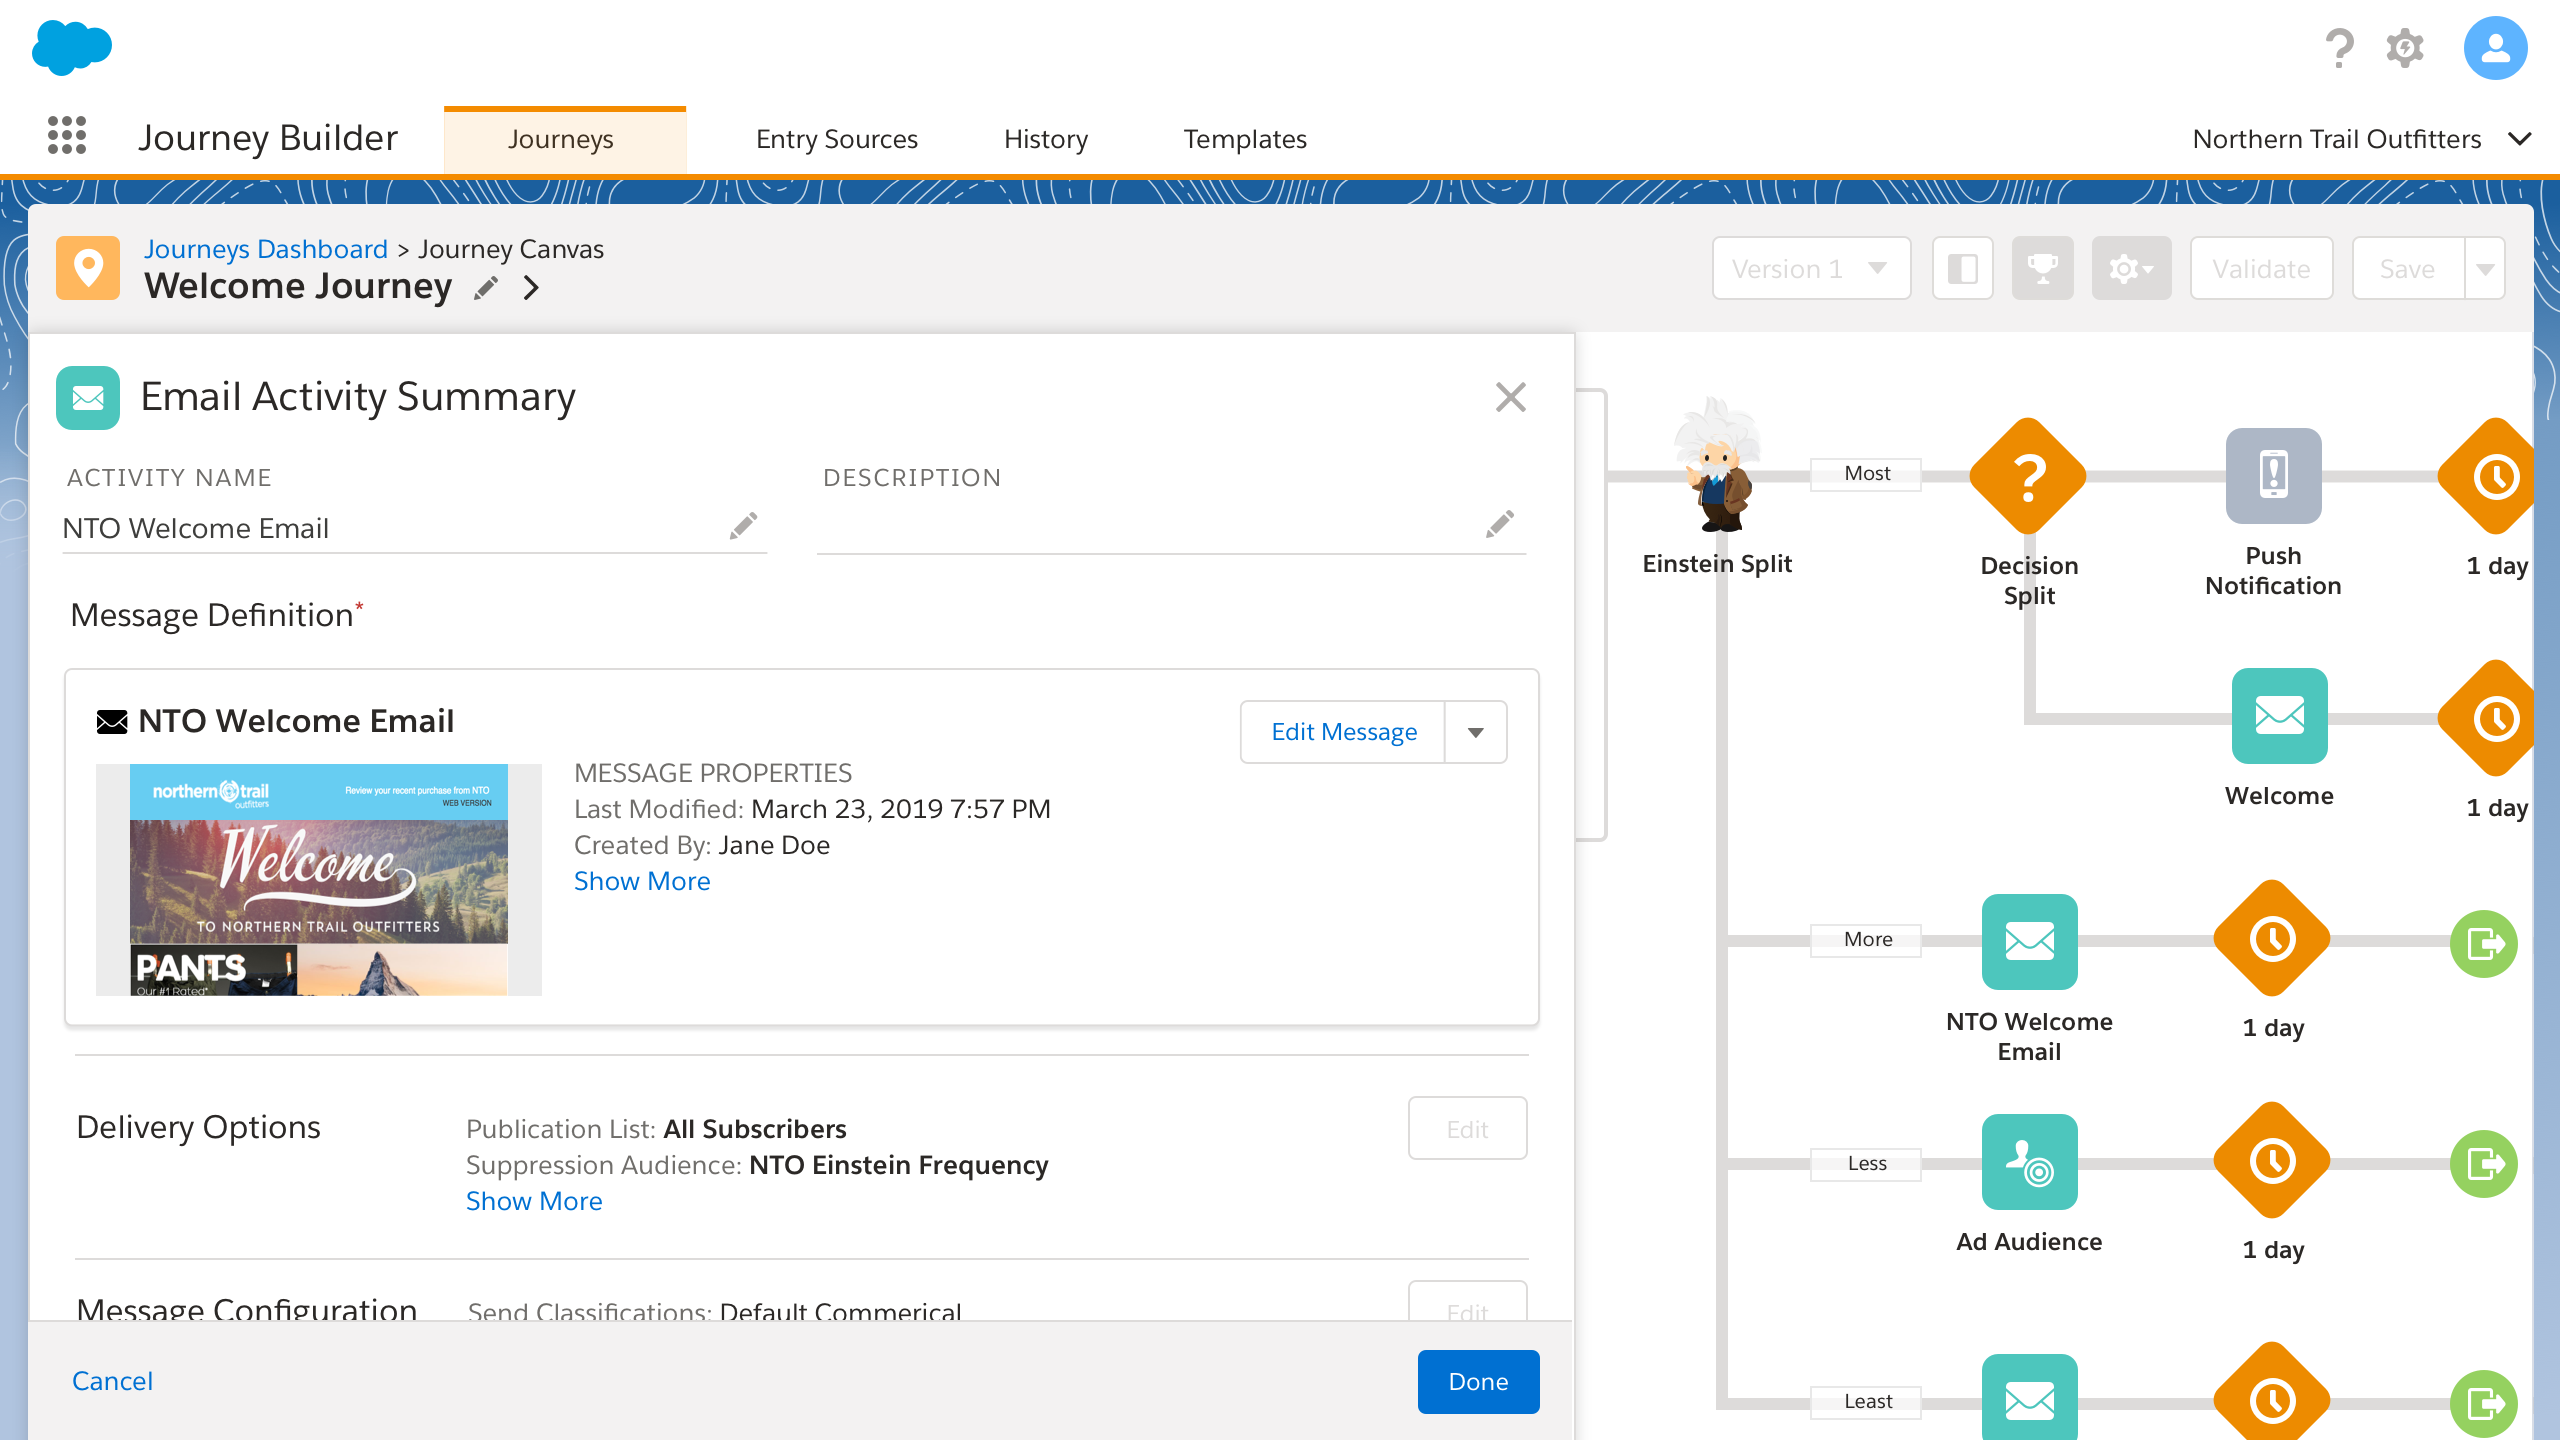 Journey Builder
Journeys
Entry Sources
History
Templates
Northern Trail Outfitters
Journeys Dashboard > Journey Canvas
Welcome Journey
Version 1
Validate
Save
Email Activity Summary
ACTIVITY NAME
DESCRIPTION
NTO Welcome Email
Message Definition*
NTO Welcome Email
Edit Message
northern trail
outfitters
Review your recent purchase from NTO
WEB VERSION
Welcome
TO NORTHERN TRAIL OUTFITTERS
PANTS
Our #1 Rated*
MESSAGE PROPERTIES
Last Modified: March 23, 2019 7:57 PM
Created By: Jane Doe
Show More
Delivery Options
Publication List: All Subscribers
Suppression Audience: NTO Einstein Frequency
Show More
Edit
Message Configuration
Send Classifications: Default Commerical
Edit
Cancel
Done
Einstein Split
Most
Decision
Split
Push
Notification
1 day
Welcome
1 day
More
NTO Welcome
Email
1 day
Less
Ad Audience
1 day
Least